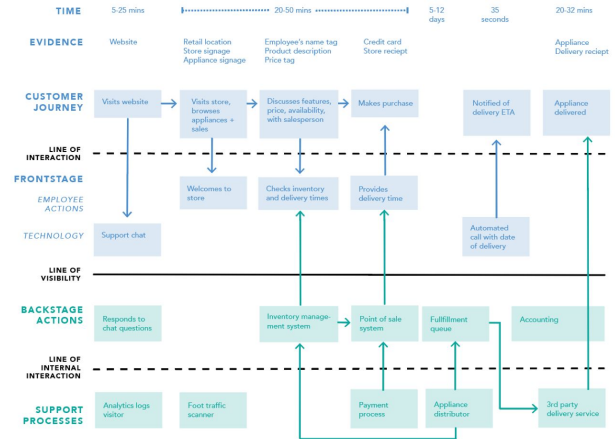 TIME
5-25 mins
20-50 mins
5-12
days
35
seconds
20-32 mins
EVIDENCE
Website
Retail location
Store signage
Appliance signage
Employee's name tag
Product description
Price tag
Credit card
Store reciept
Appliance
Delivery reciept
CUSTOMER
JOURNEY
Visits website
Visits store,
browses
appliances +
sales
Discusses features,
price, availability,
with salesperson
Makes purchase
Notified of
delivery ETA
Appliance
delivered
LINE OF
INTERACTION
FRONTSTAGE
EMPLOYEE
ACTIONS
Welcomes to
store
Checks inventory
and delivery times
Provides
delivery time
TECHNOLOGY
Support chat
Automated
call with date
of delivery
LINE OF
VISIBILITY
BACKSTAGE
ACTIONS
Responds to
chat questions
Inventory manage-
ment system
Point of sale
system
Fullfillment
queue
Accounting
LINE OF
INTERNAL
INTERACTION
SUPPORT
PROCESSES
Analytics logs
visitor
Foot traffic
scanner
Payment
process
Appliance
distributor
3rd party
delivery service